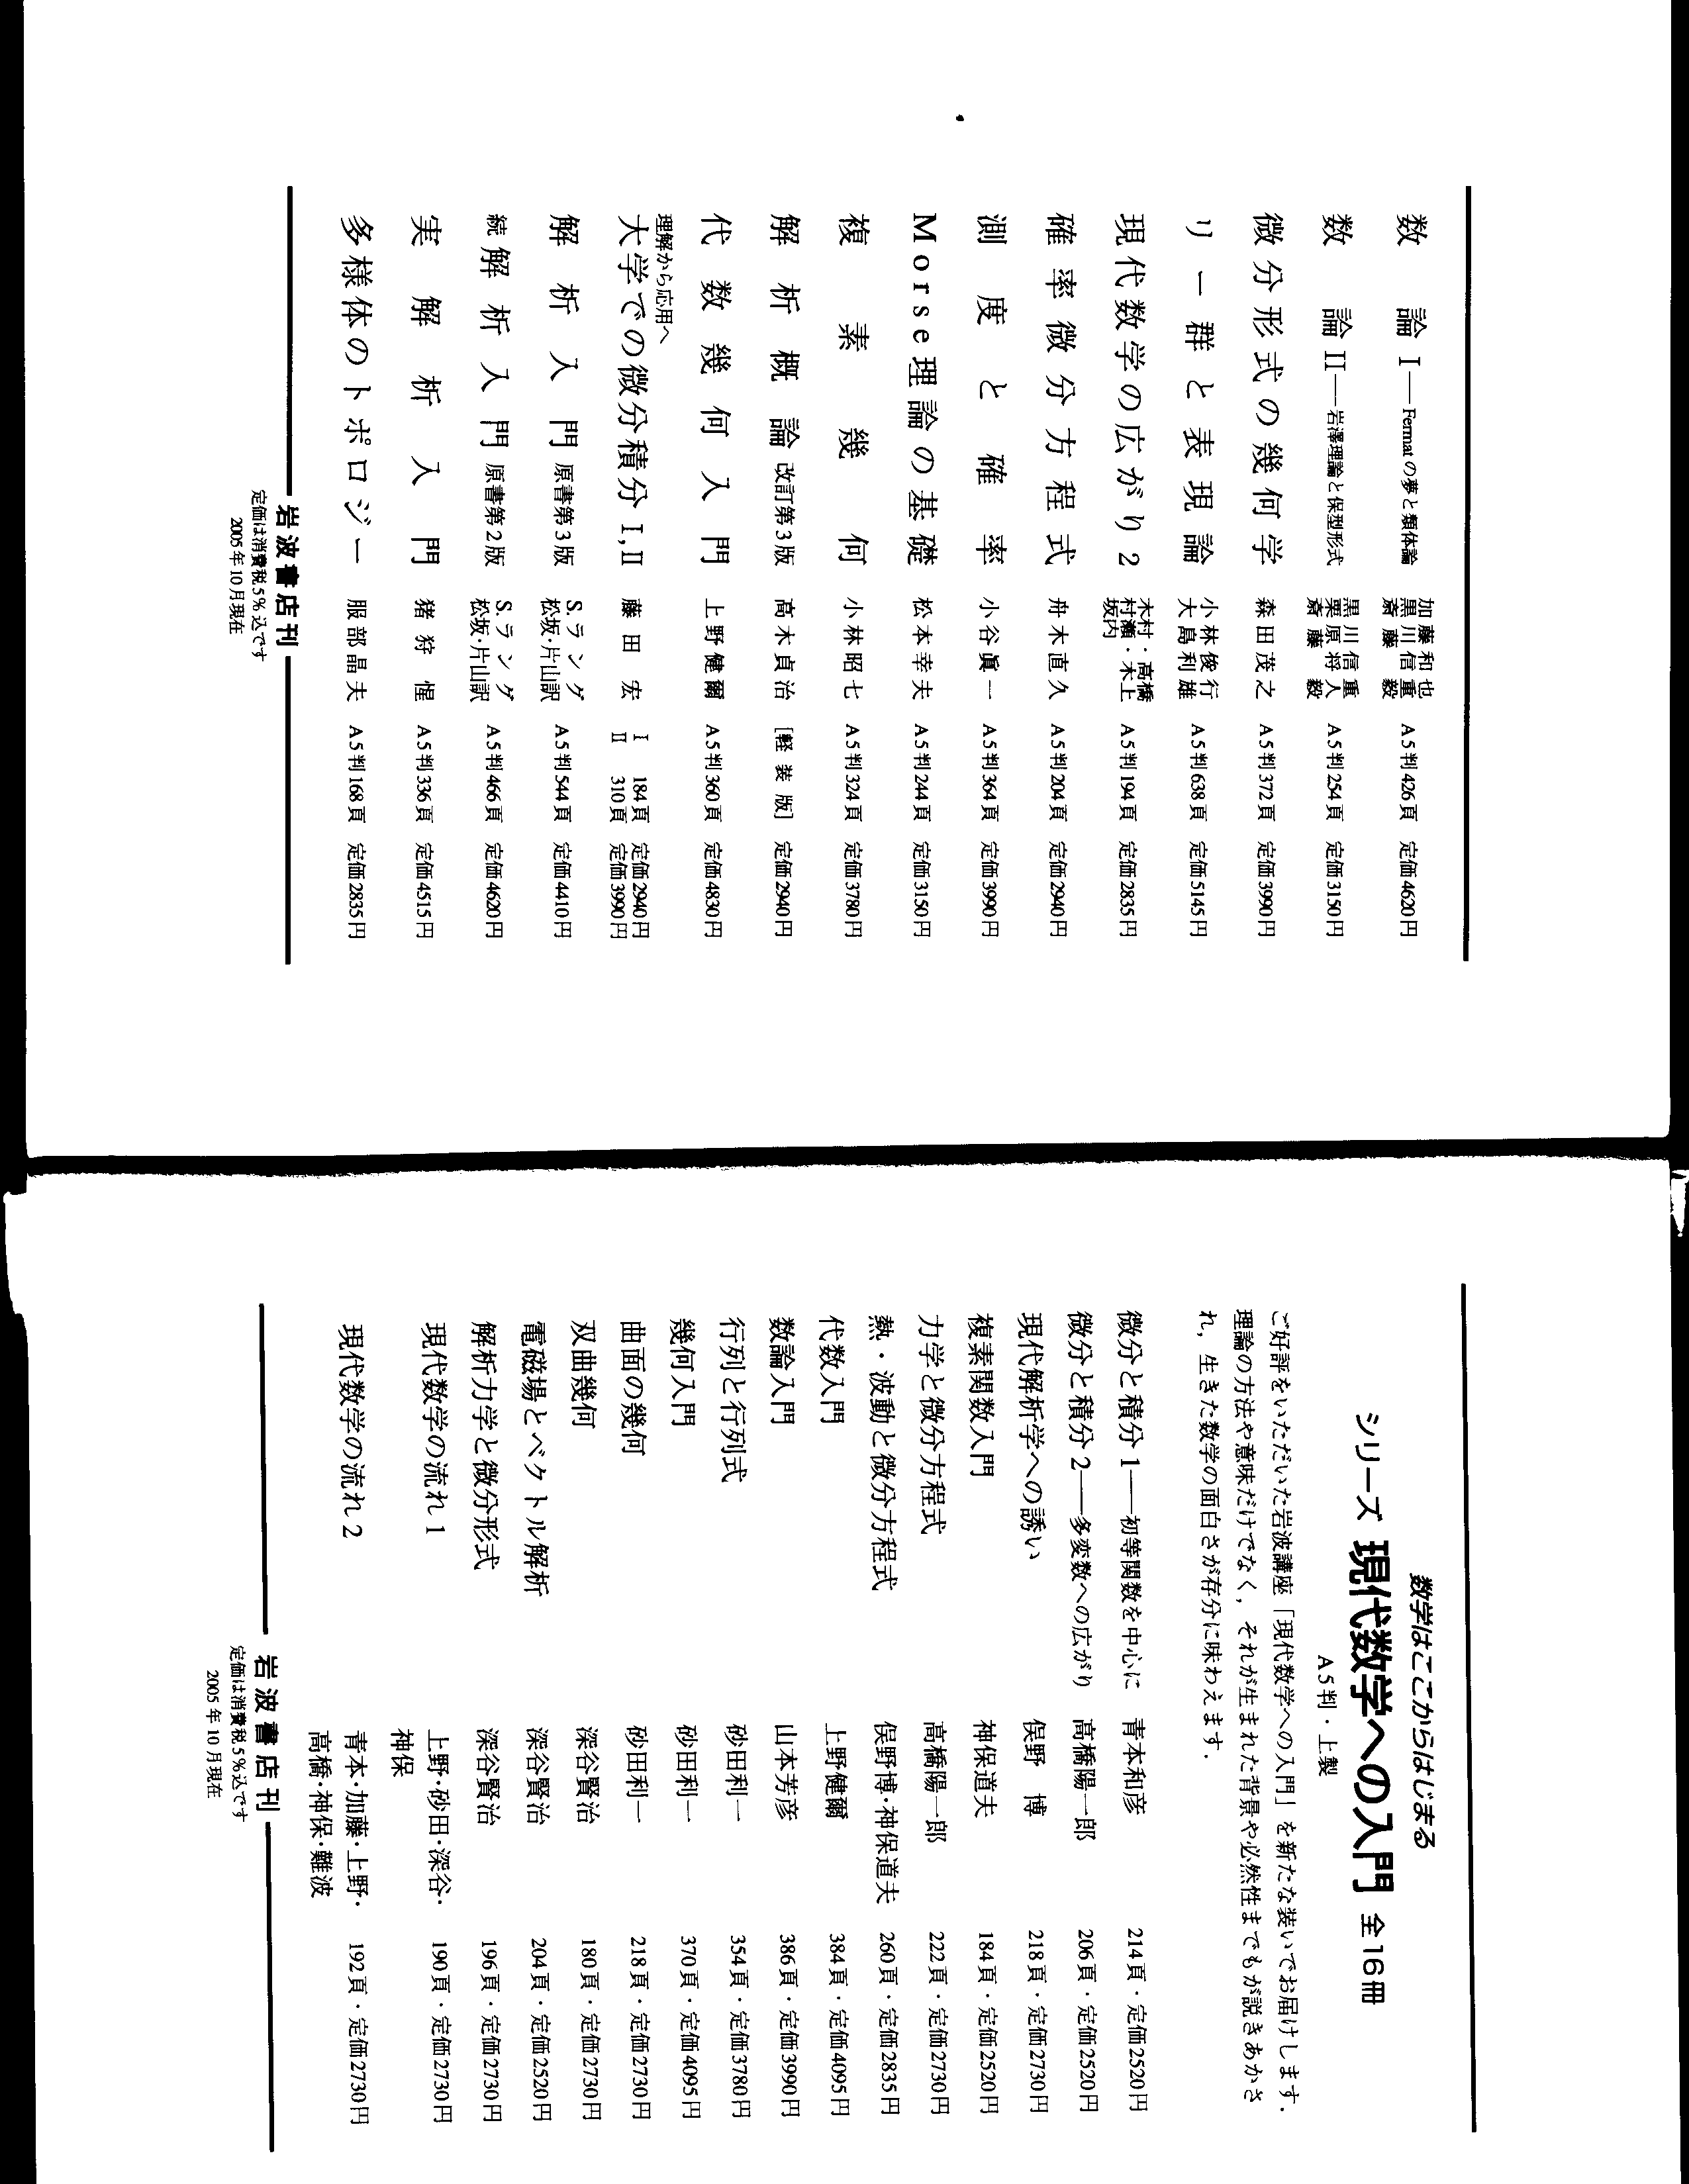 数論 I――Fermatの夢と類体論 加藤和也 黒川信重 斎藤毅 A5判426頁 定価4620円
数論 II――岩澤理論と保型形式 黒川信重 栗原将人 斎藤毅 A5判254頁 定価3150円
微分形式の幾何学 森田茂之 A5判372頁 定価3990円
リー群と表現論 小林俊行 大島利雄 A5判638頁 定価5145円
現代数学の広がり2 木村・高橋 村瀬・木上 坂内 A5判194頁 定価2835円
確率微分方程式 舟木直久 A5判204頁 定価2940円
測度と確率 小谷眞一 A5判364頁 定価3990円
Morse理論の基礎 松本幸夫 A5判244頁 定価3150円
複素幾何 小林昭七 A5判324頁 定価3780円
解析概論 改訂第3版 高木貞治 [軽装版] 定価2940円
代数幾何入門 上野健爾 A5判360頁 定価4830円
理解から応用へ
大学での微分積分 I,II 藤田宏 I 184頁 定価2940円
II 310頁 定価3990円
解析入門 原書第3版 S.ラング 松坂・片山訳 A5判544頁 定価4410円
続解析入門 原書第2版 S.ラング 松坂・片山訳 A5判466頁 定価4620円
実解析入門 猪狩惺 A5判336頁 定価4515円
多様体のトポロジー 服部晶夫 A5判168頁 定価2835円
岩波書店刊
定価は消費税5%込です
2005年10月現在
数学はここからはじまる
シリーズ 現代数学への入門 全16冊
A5判・上製
ご好評をいただいた岩波講座「現代数学への入門」を新たな装いでお届けします.
理論の方法や意味だけでなく,それが生まれた背景や必然性までもが説きあかさ
れ,生きた数学の面白さが存分に味わえます.
微分と積分1――初等関数を中心に 青本和彦 214頁・定価2520円
微分と積分2――多変数への広がり 高橋陽一郎 206頁・定価2520円
現代解析学への誘い 俣野博 218頁・定価2730円
複素関数入門 神保道夫 184頁・定価2520円
力学と微分方程式 高橋陽一郎 222頁・定価2730円
熱・波動と微分方程式 俣野博・神保道夫 260頁・定価2835円
代数入門 上野健爾 384頁・定価4095円
数論入門 山本芳彦 386頁・定価3990円
行列と行列式 砂田利一 354頁・定価3780円
幾何入門 砂田利一 370頁・定価4095円
曲面の幾何 砂田利一 218頁・定価2730円
双曲幾何 深谷賢治 180頁・定価2730円
電磁場とベクトル解析 深谷賢治 204頁・定価2520円
解析力学と微分形式 深谷賢治 196頁・定価2730円
現代数学の流れ1 上野・砂田・深谷・ 190頁・定価2730円
神保
現代数学の流れ2 青本・加藤・上野・ 192頁・定価2730円
高橋・神保・難波
岩波書店刊
定価は消費税5%込です
2005年10月現在